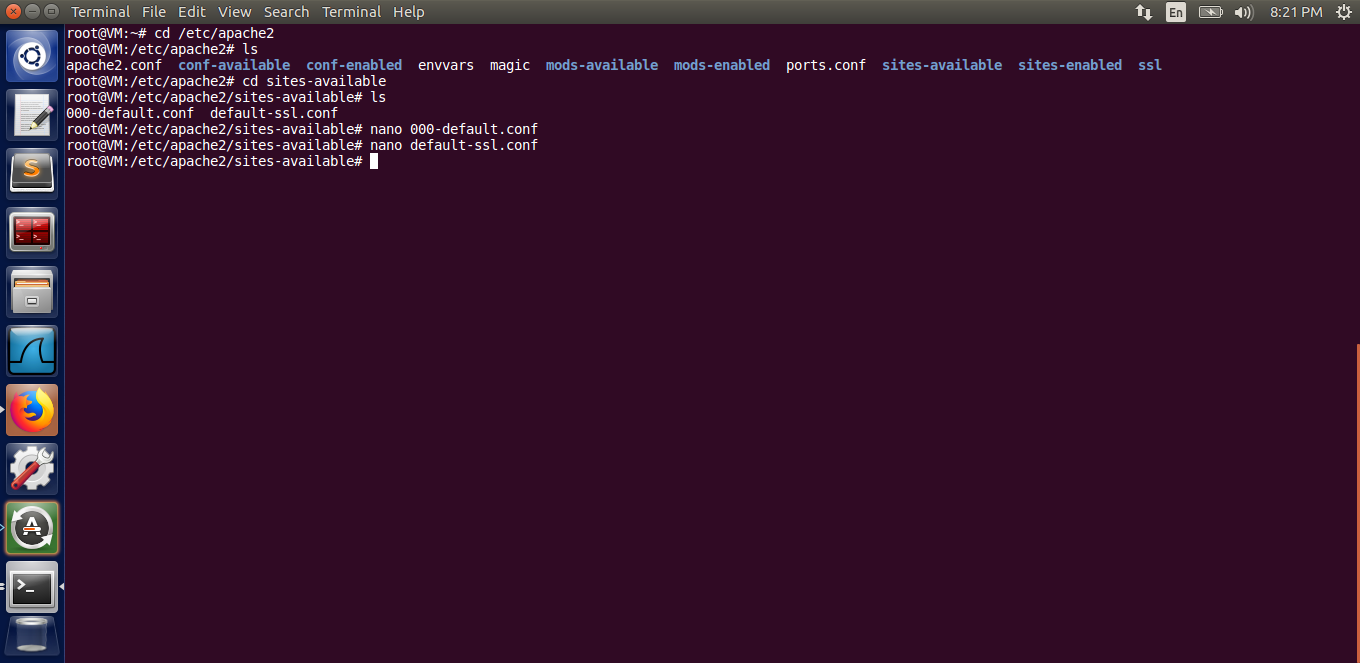 Terminal File Edit View Search Terminal Help En 8:21 PM
root@VM:~# cd /etc/apache2
root@VM:/etc/apache2# ls
apache2.conf conf-available conf-enabled envvars magic mods-available mods-enabled ports.conf sites-available sites-enabled ssl
root@VM:/etc/apache2# cd sites-available
root@VM:/etc/apache2/sites-available# ls
000-default.conf default-ssl.conf
root@VM:/etc/apache2/sites-available# nano 000-default.conf
root@VM:/etc/apache2/sites-available# nano default-ssl.conf
root@VM:/etc/apache2/sites-available#